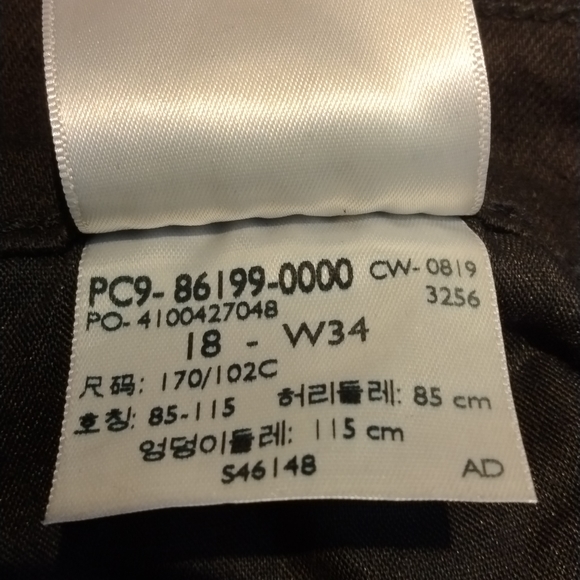 PC9- 86199-0000 CW- 0819
PO- 4100427048 3256
18 - W34
尺码: 170/102C
호칭: 85-115 허리둘레: 85 cm
엉덩이둘레: 115 cm
S46148 AD